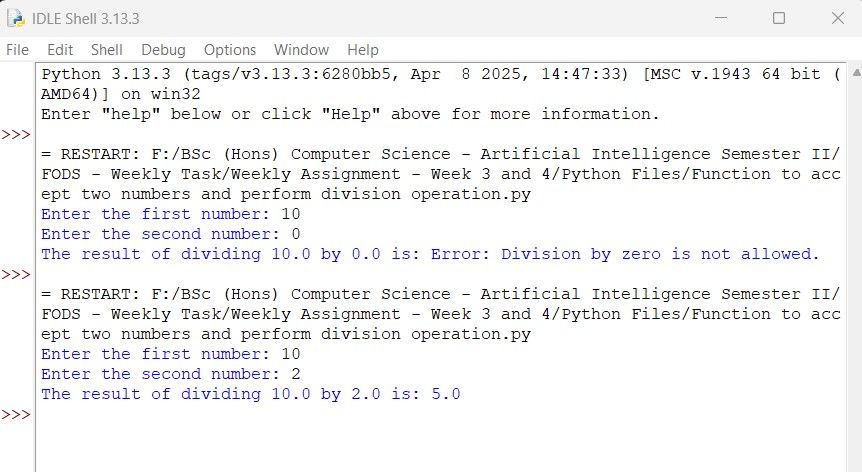 IDLE Shell 3.13.3
File Edit Shell Debug Options Window Help
Python 3.13.3 (tags/v3.13.3:6280bb5, Apr  8 2025, 14:47:33) [MSC v.1943 64 bit (
AMD64)] on win32
Enter "help" below or click "Help" above for more information.
>>>
= RESTART: F:/BSc (Hons) Computer Science - Artificial Intelligence Semester II/
FODS - Weekly Task/Weekly Assignment - Week 3 and 4/Python Files/Function to acc
ept two numbers and perform division operation.py
Enter the first number: 10
Enter the second number: 0
The result of dividing 10.0 by 0.0 is: Error: Division by zero is not allowed.
>>>
= RESTART: F:/BSc (Hons) Computer Science - Artificial Intelligence Semester II/
FODS - Weekly Task/Weekly Assignment - Week 3 and 4/Python Files/Function to acc
ept two numbers and perform division operation.py
Enter the first number: 10
Enter the second number: 2
The result of dividing 10.0 by 2.0 is: 5.0
>>>